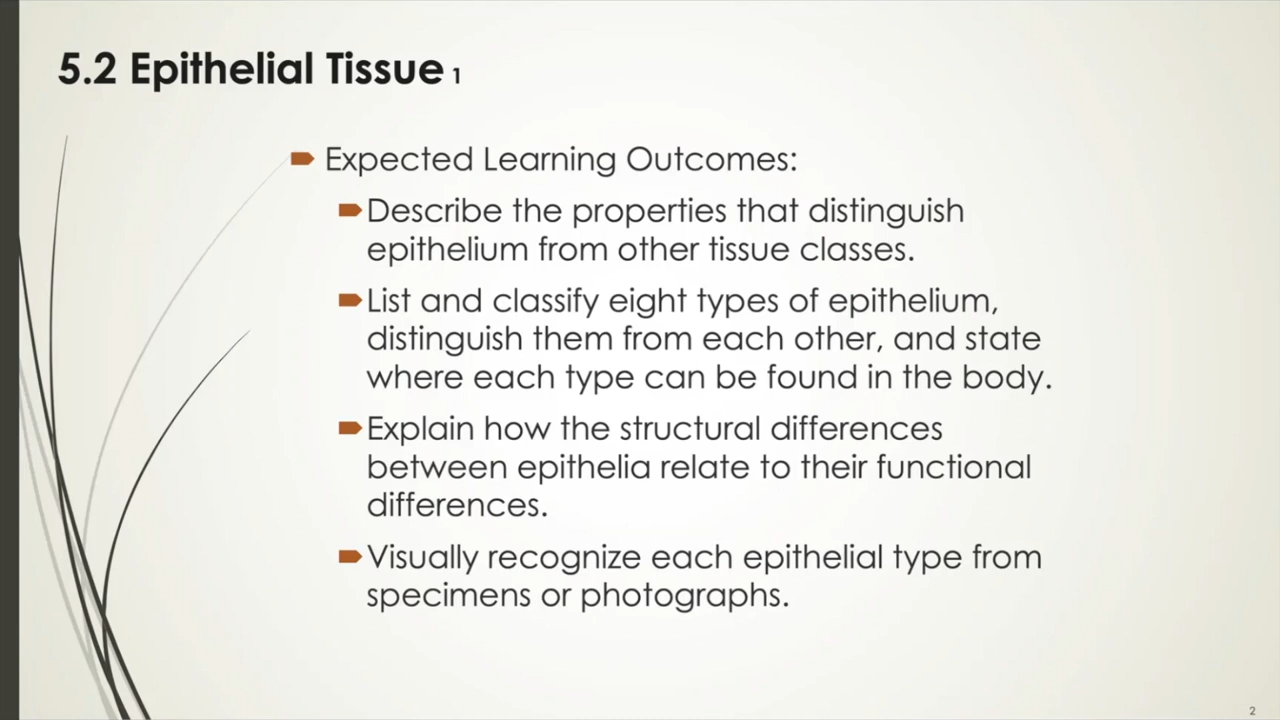 5.2 Epithelial Tissue 1
Expected Learning Outcomes:
Describe the properties that distinguish
epithelium from other tissue classes.
List and classify eight types of epithelium,
distinguish them from each other, and state
where each type can be found in the body.
Explain how the structural differences
between epithelia relate to their functional
differences.
Visually recognize each epithelial type from
specimens or photographs.
2